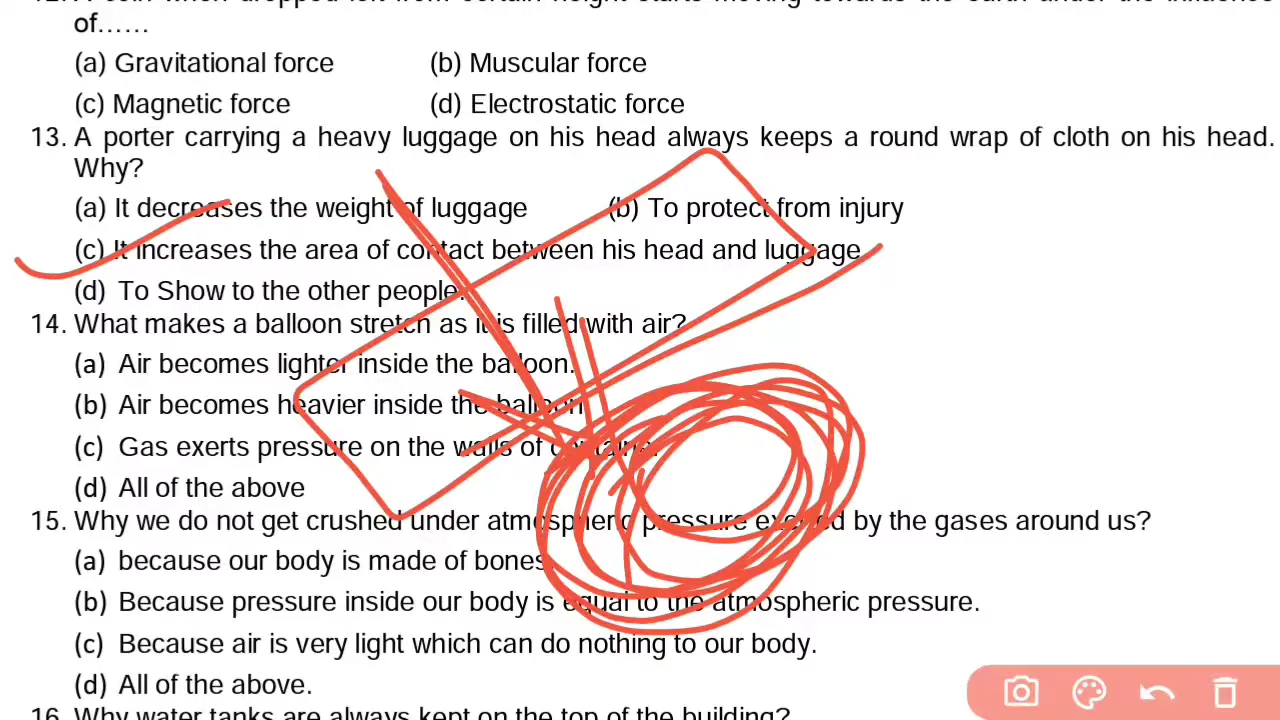 of......
(a) Gravitational force (b) Muscular force
(c) Magnetic force (d) Electrostatic force
13. A porter carrying a heavy luggage on his head always keeps a round wrap of cloth on his head.
Why?
(a) It decreases the weight of luggage (b) To protect from injury
(c) It increases the area of contact between his head and luggage
(d) To Show to the other people.
14. What makes a balloon stretch as it is filled with air?
(a) Air becomes lighter inside the balloon.
(b) Air becomes heavier inside the balloon
(c) Gas exerts pressure on the walls of container
(d) All of the above
15. Why we do not get crushed under atmospheric pressure exerted by the gases around us?
(a) because our body is made of bones
(b) Because pressure inside our body is equal to the atmospheric pressure.
(c) Because air is very light which can do nothing to our body.
(d) All of the above.
16. Why water tanks are always kept on the top of the building?